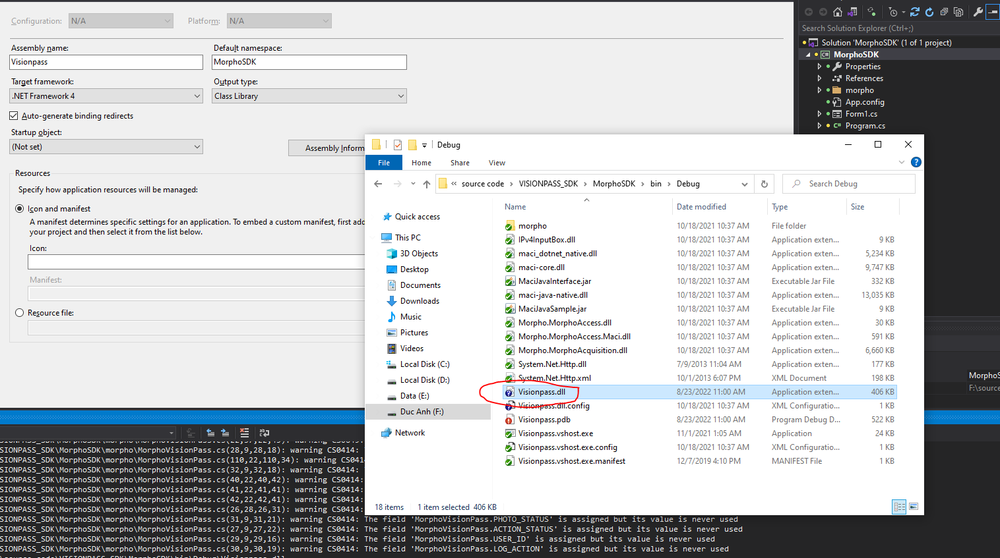 Configuration: N/A Platform: N/A
Assembly name: Default namespace:
Visionpass MorphoSDK
Target framework: Output type:
.NET Framework 4 Class Library
Auto-generate binding redirects
Startup object:
(Not set) Assembly Inform
Resources
Specify how application resources will be managed:
Icon and manifest
A manifest determines specific settings for an application. To embed a custom manifest, first add
your project and then select it from the list below.
Icon:
Manifest:
Resource file:
Search Solution Explorer (Ctrl+;)
Solution 'MorphoSDK' (1 of 1 project)
C# MorphoSDK
Properties
References
morpho
App.config
Form1.cs
C# Program.cs
Debug
File Home Share View
« source code > VISIONPASS_SDK > MorphoSDK > bin > Debug
Search Debug
Quick access
This PC
3D Objects
Desktop
Documents
Downloads
Music
Pictures
Videos
Local Disk (C:)
Local Disk (D:)
Data (E:)
Duc Anh (F:)
Network
Name Date modified Type Size
morpho 10/18/2021 10:37 AM File folder
IPv4InputBox.dll 10/18/2021 10:37 AM Application exten... 9 KB
maci_dotnet_native.dll 10/18/2021 10:37 AM Application exten... 5,234 KB
maci-core.dll 10/18/2021 10:37 AM Application exten... 9,747 KB
MaciJavaInterface.jar 10/18/2021 10:37 AM Executable Jar File 332 KB
maci-java-native.dll 10/18/2021 10:37 AM Application exten... 13,035 KB
MaciJavaSample.jar 10/18/2021 10:37 AM Executable Jar File 9 KB
Morpho.MorphoAccess.dll 10/18/2021 10:37 AM Application exten... 30 KB
Morpho.MorphoAccess.Maci.dll 10/18/2021 10:37 AM Application exten... 591 KB
Morpho.MorphoAcquisition.dll 10/18/2021 10:37 AM Application exten... 6,660 KB
System.Net.Http.dll 7/9/2013 11:04 AM Application exten... 177 KB
System.Net.Http.xml 10/1/2013 6:07 PM XML Document 198 KB
Visionpass.dll 8/23/2022 11:00 AM Application exten... 406 KB
Visionpass.dll.config 10/18/2021 10:37 AM XML Configuratio... 1 KB
Visionpass.pdb 8/23/2022 11:00 AM Program Debug D... 522 KB
Visionpass.vshost.exe 11/1/2021 1:05 AM Application 24 KB
Visionpass.vshost.exe.config 10/18/2021 10:37 AM XML Configuratio... 1 KB
Visionpass.vshost.exe.manifest 12/7/2019 4:10 PM MANIFEST File 1 KB
18 items 1 item selected 406 KB
MorphoS
F:\source
SIONPASS_SDK\MorphoSDK\morpho\MorphoVisionPass.cs(28,9,28,18): warning CS0414:
SIONPASS_SDK\MorphoSDK\morpho\MorphoVisionPass.cs(110,22,110,34): warning CS0
SIONPASS_SDK\MorphoSDK\morpho\MorphoVisionPass.cs(32,9,32,18): warning CS0414:
SIONPASS_SDK\MorphoSDK\morpho\MorphoVisionPass.cs(40,22,40,42): warning CS0414
SIONPASS_SDK\MorphoSDK\morpho\MorphoVisionPass.cs(41,22,41,41): warning CS0414
SIONPASS_SDK\MorphoSDK\morpho\MorphoVisionPass.cs(42,22,42,41): warning CS0414
SIONPASS_SDK\MorphoSDK\morpho\MorphoVisionPass.cs(26,28,26,31): warning CS0414
SIONPASS_SDK\MorphoSDK\morpho\MorphoVisionPass.cs(31,9,31,21): warning CS0414: The field 'MorphoVisionPass.PHOTO_STATUS' is assigned but its value is never used
SIONPASS_SDK\MorphoSDK\morpho\MorphoVisionPass.cs(27,9,27,22): warning CS0414: The field 'MorphoVisionPass.ACTION_STATUS' is assigned but its value is never used
SIONPASS_SDK\MorphoSDK\morpho\MorphoVisionPass.cs(29,9,29,16): warning CS0414: The field 'MorphoVisionPass.USER_ID' is assigned but its value is never used
SIONPASS_SDK\MorphoSDK\morpho\MorphoVisionPass.cs(30,9,30,19): warning CS0414: The field 'MorphoVisionPass.LOG_ACTION' is assigned but its value is never used